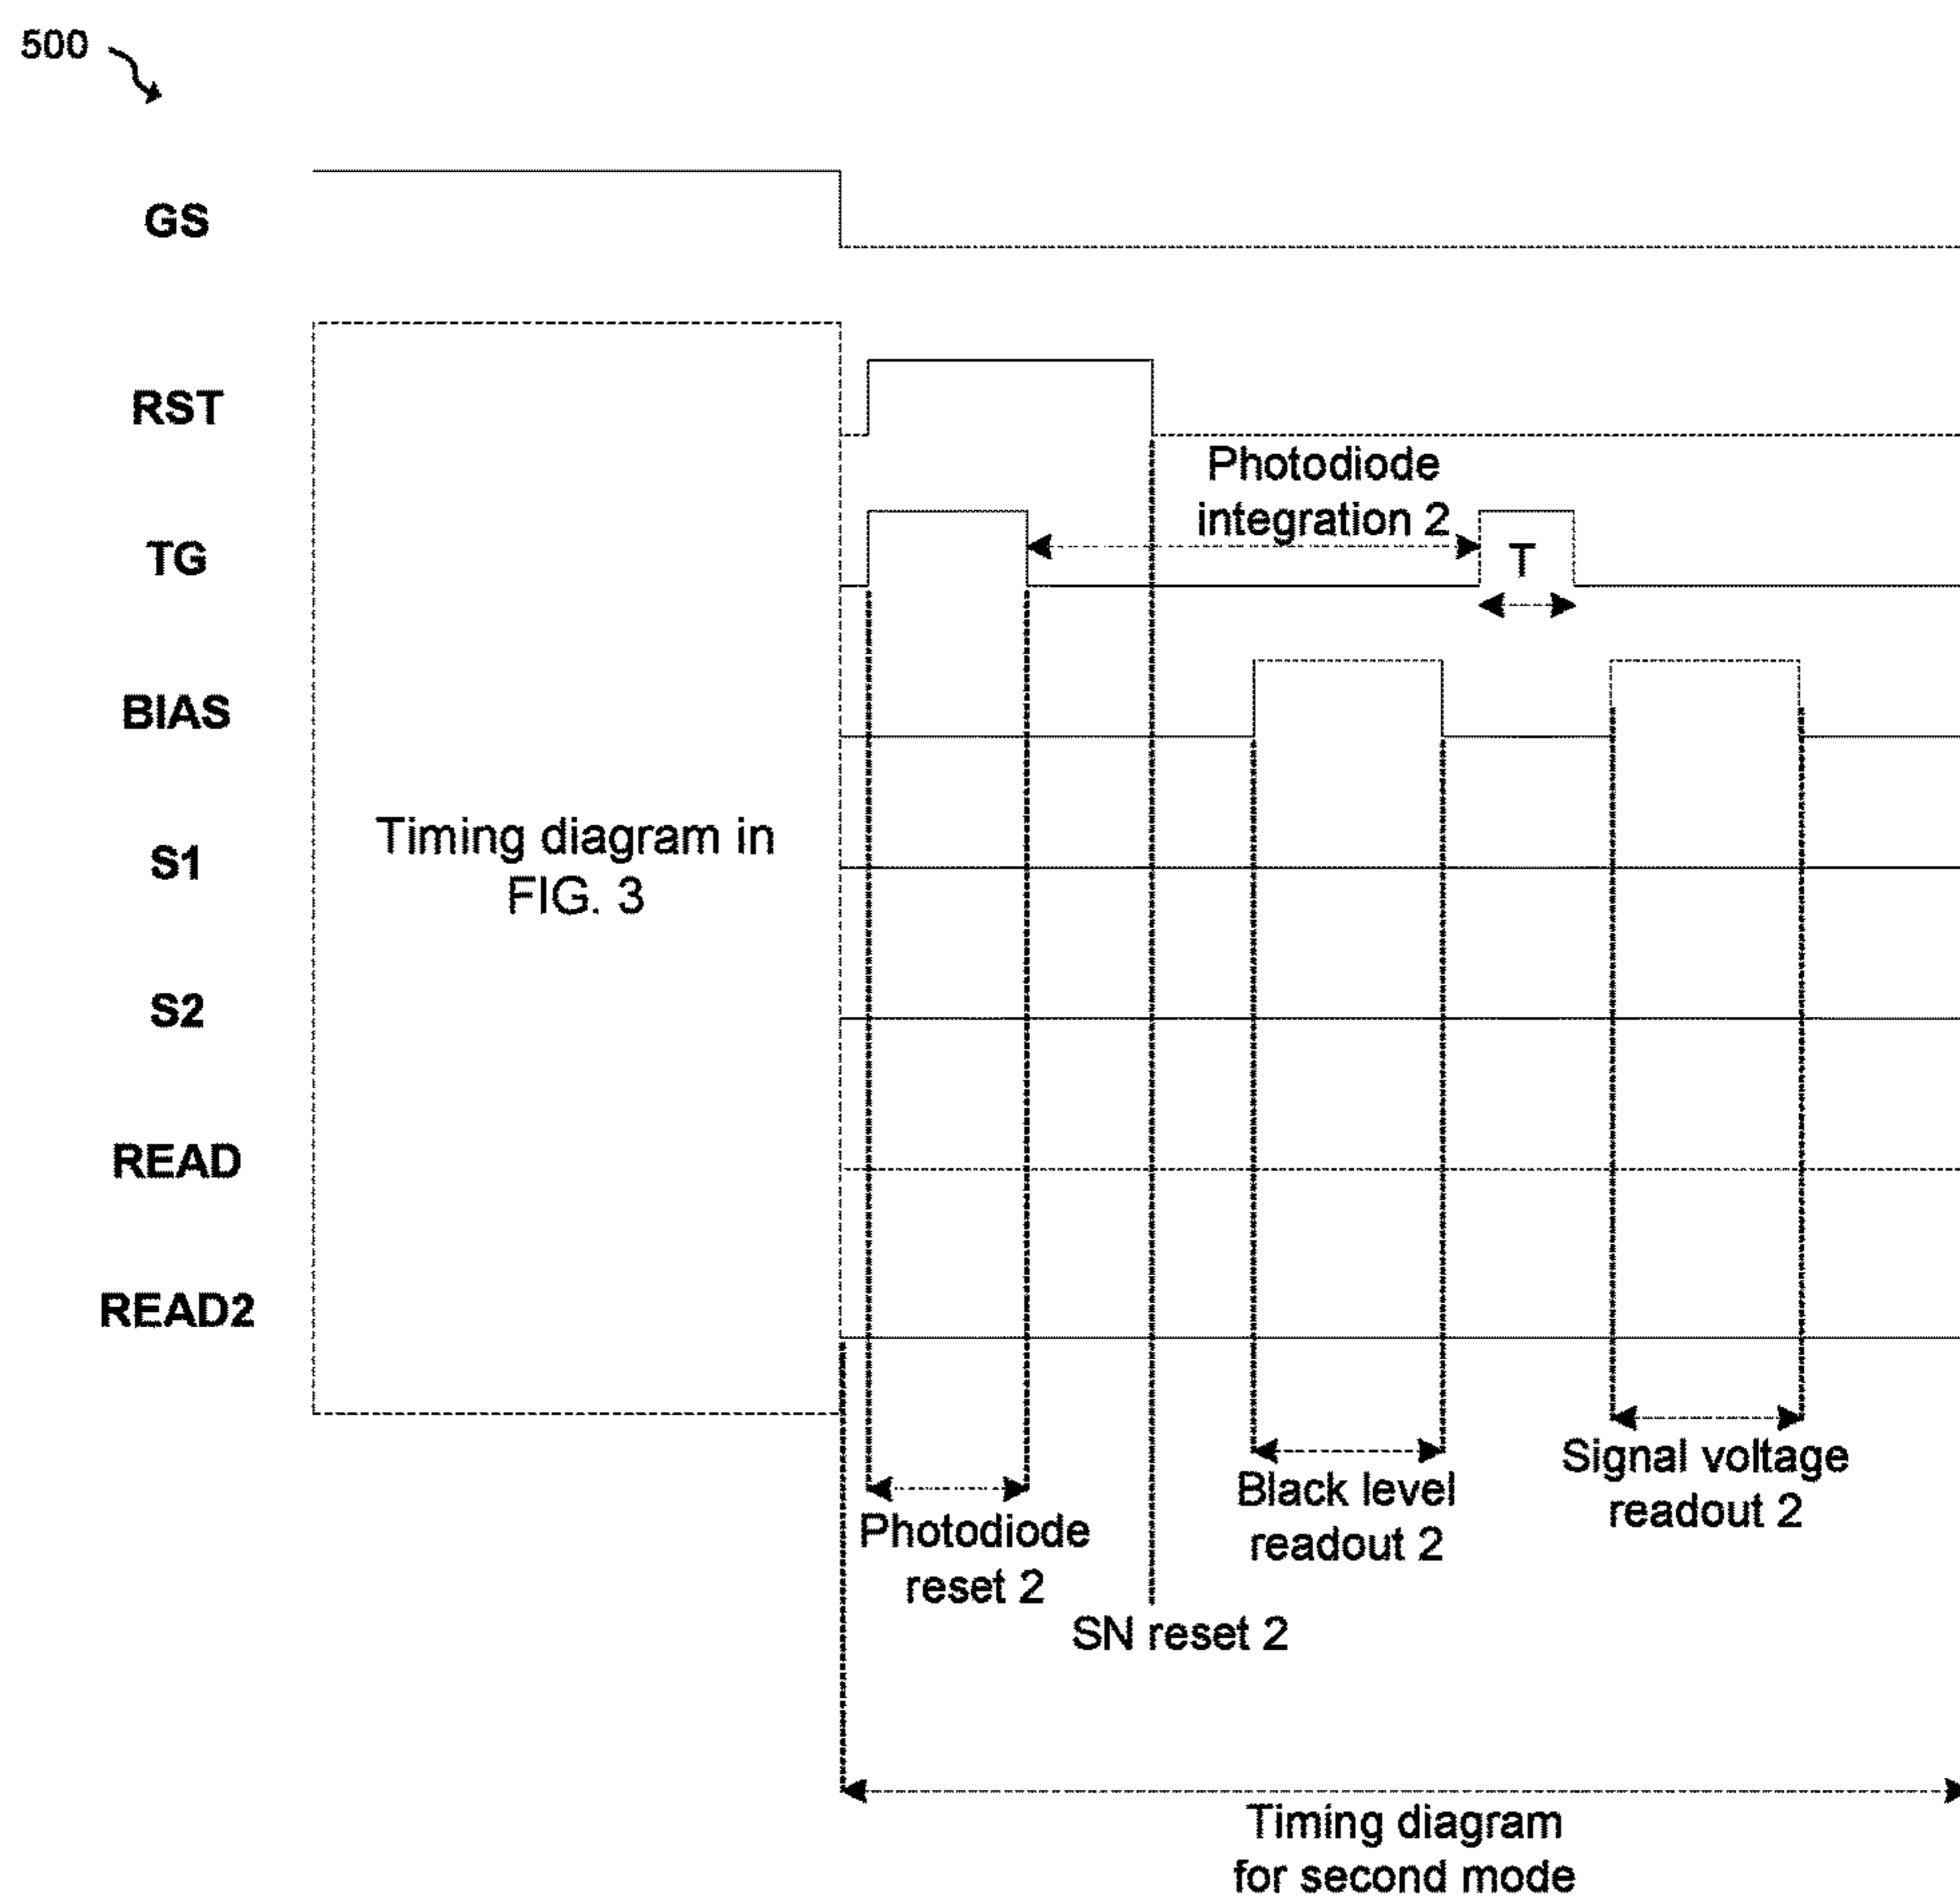 500
GS
RST
Photodiode
integration 2
TG
T
BIAS
Timing diagram in
FIG. 3
S1
S2
READ
READ2
Photodiode
reset 2
SN reset 2
Black level
readout 2
Signal voltage
readout 2
Timing diagram
for second mode